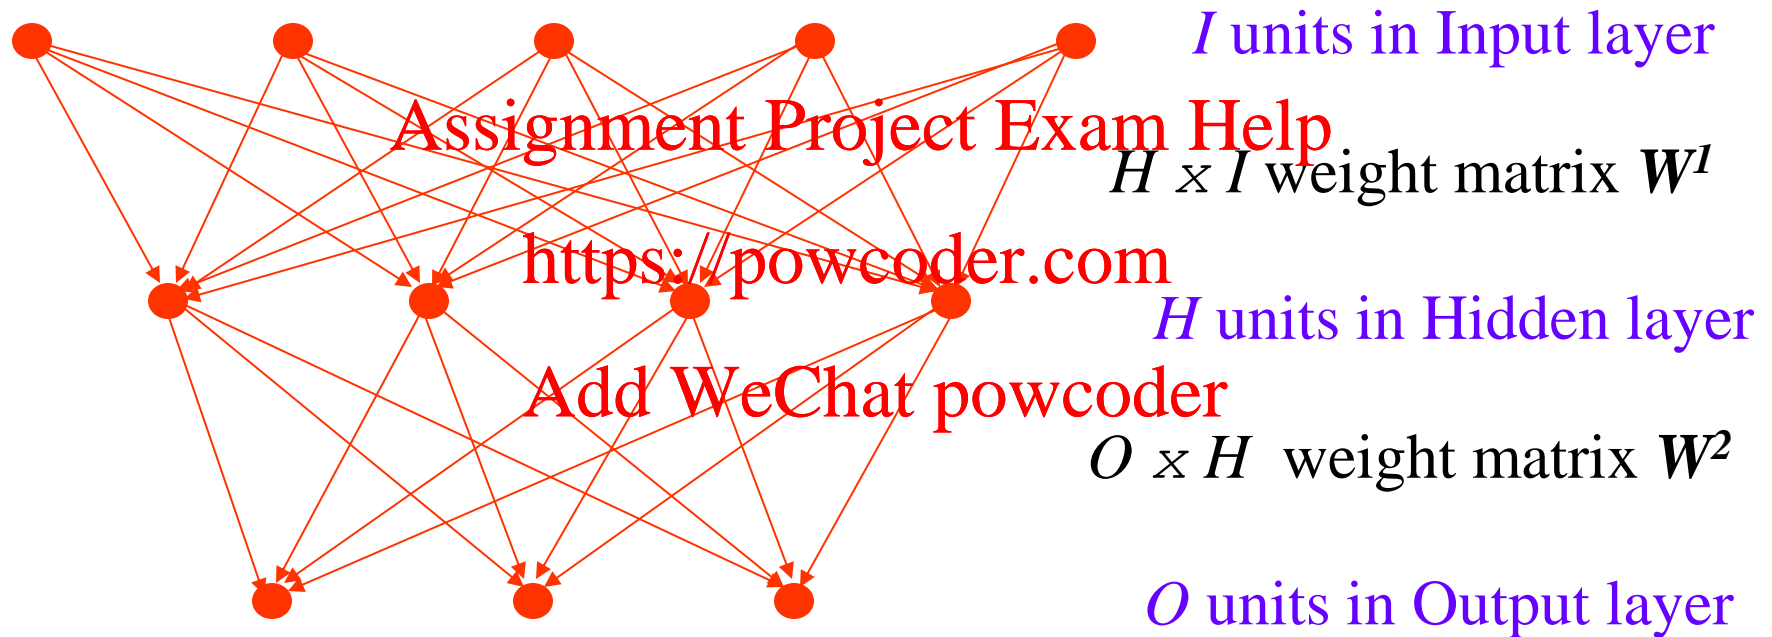 I units in Input layer
Assignment Project Exam Help
H x I weight matrix W¹
https://powcoder.com
H units in Hidden layer
Add WeChat powcoder
O x H weight matrix W²
O units in Output layer